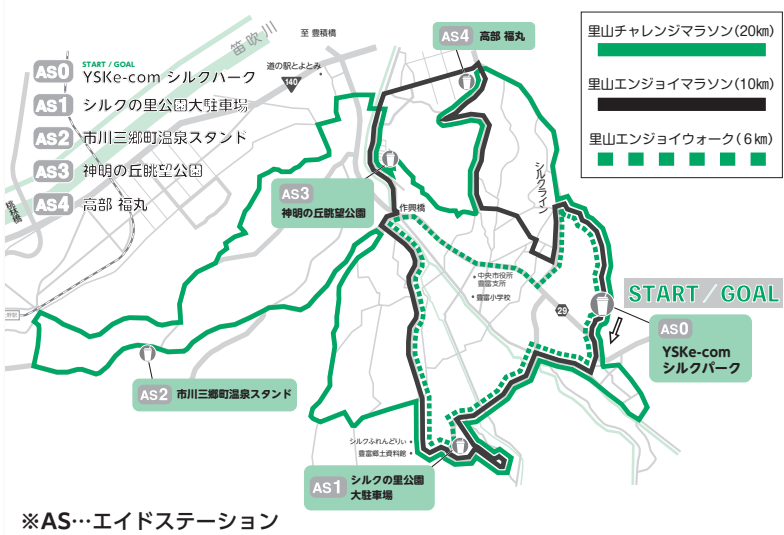 笛吹川
至 豊積橋
道の駅とよとみ
140
START / GOAL
AS0 YSKe-com シルクパーク
AS1 シルクの里公園大駐車場
AS2 市川三郷町温泉スタンド
AS3 神明の丘眺望公園
AS4 高部 福丸
AS4 高部 福丸
里山チャレンジマラソン(20km)
里山エンジョイマラソン(10km)
里山エンジョイウォーク(6km)
シルクライン
AS3
神明の丘眺望公園
作興橋
中央市役所
豊富支所
豊富小学校
29
START / GOAL
AS0
YSKe-com
シルクパーク
AS2 市川三郷町温泉スタンド
シルクふれんどりぃ
豊富郷土資料館
AS1 シルクの里公園
大駐車場
※AS…エイドステーション